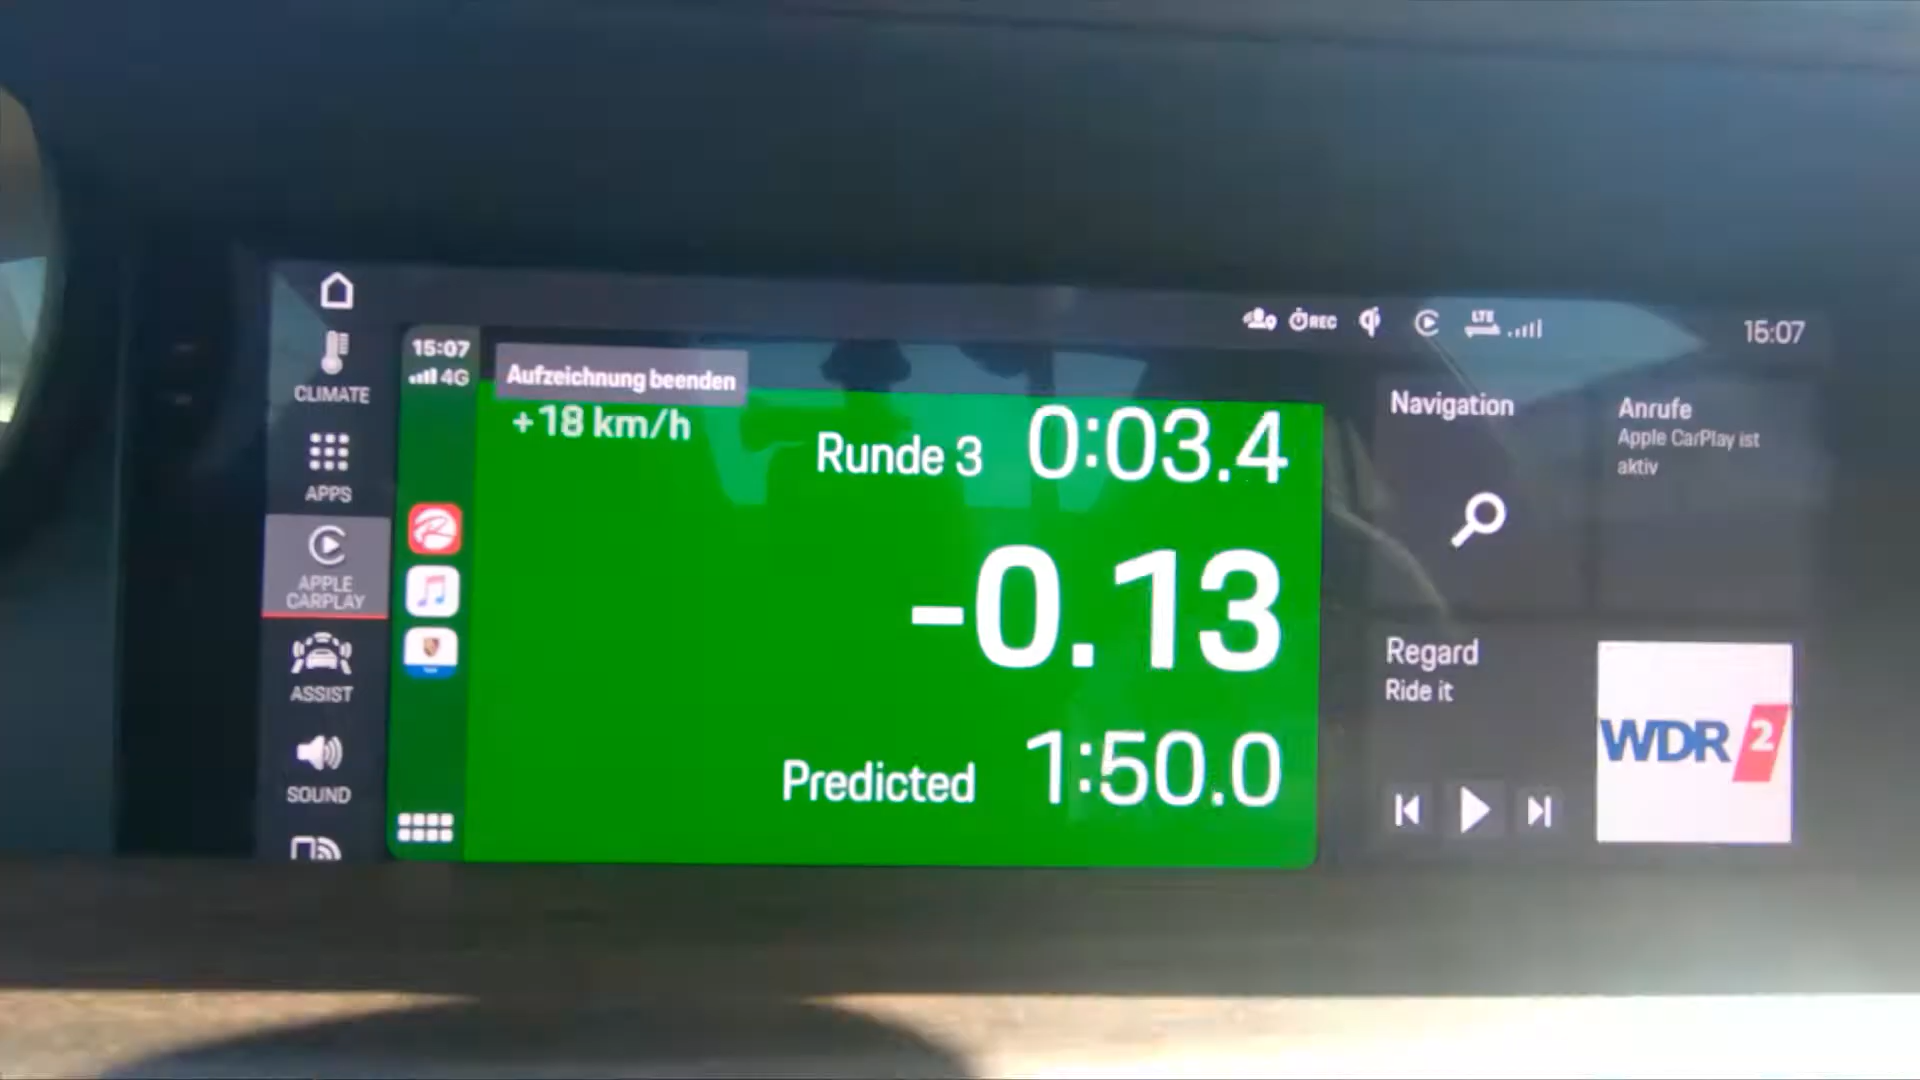 CLIMATE
APPS
APPLE
CARPLAY
ASSIST
SOUND
15:07
4G
Aufzeichnung beenden
+18 km/h
Runde 3 0:03.4
-0.13
Predicted 1:50.0
REC
LTE
15:07
Navigation
Anrufe
Apple CarPlay ist
aktiv
Regard
Ride it
WDR 2